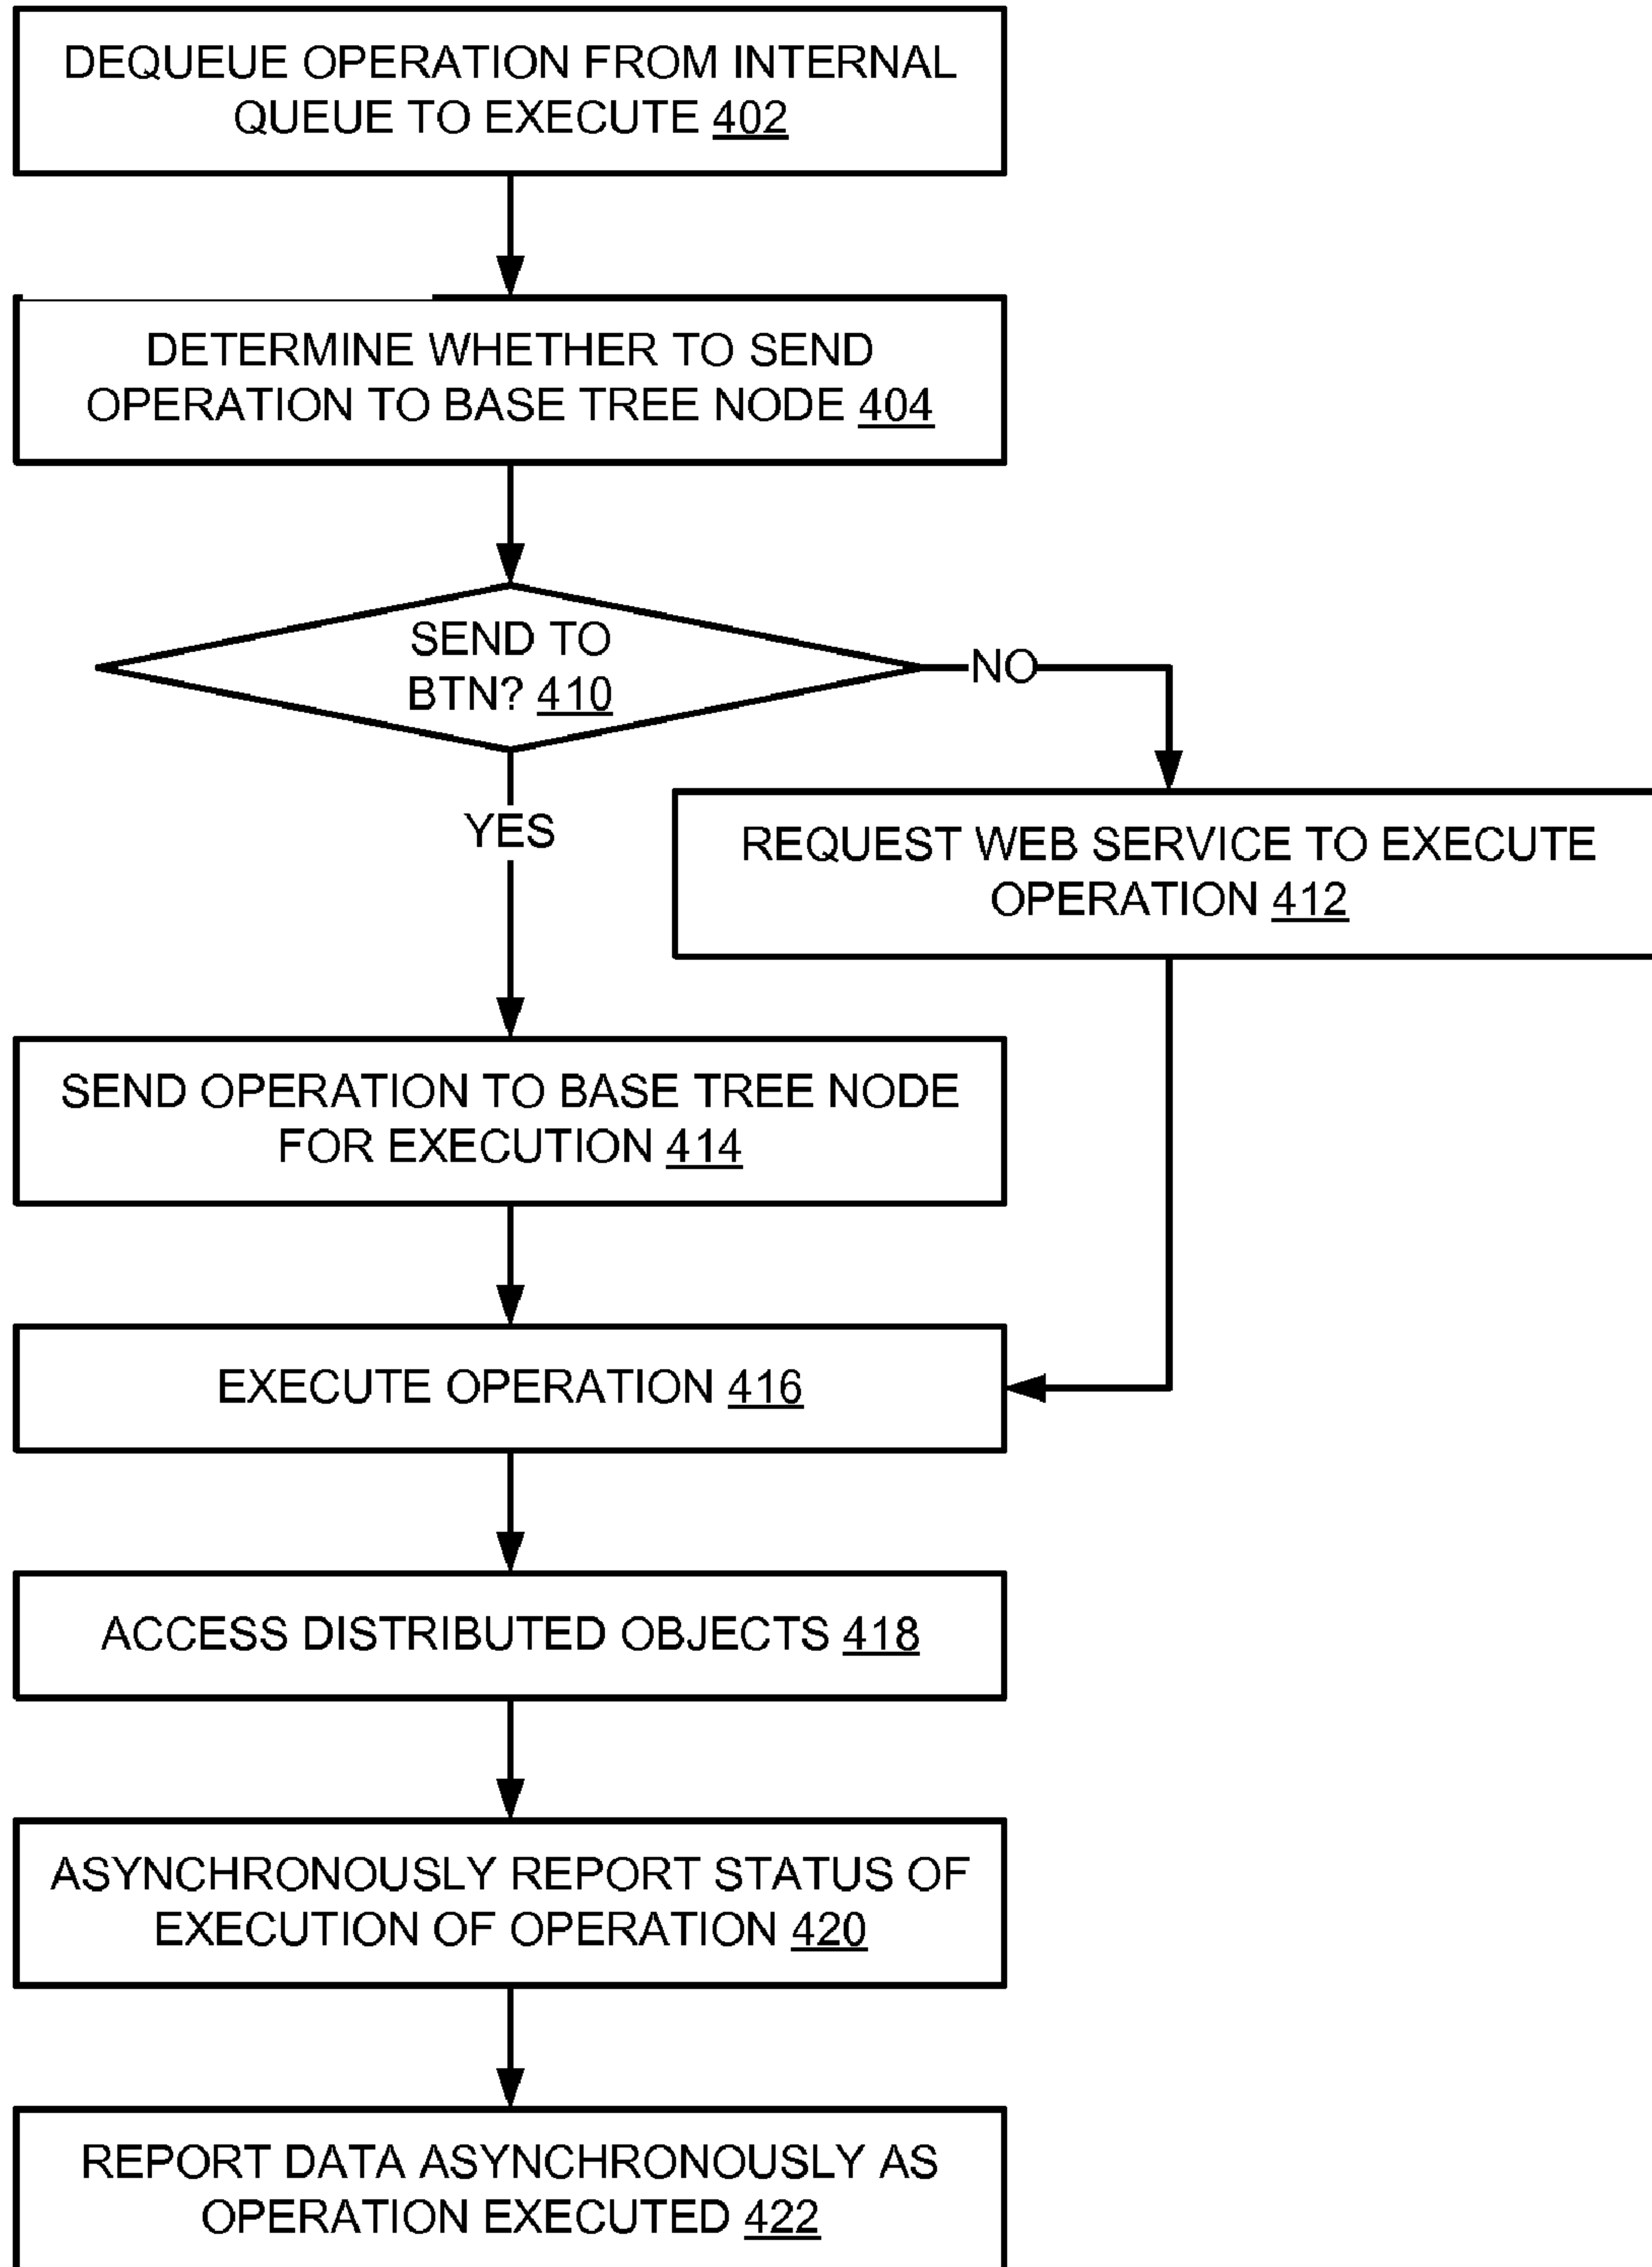 DEQUEUE OPERATION FROM INTERNAL
QUEUE TO EXECUTE 402
DETERMINE WHETHER TO SEND
OPERATION TO BASE TREE NODE 404
SEND TO
BTN? 410
NO
YES
REQUEST WEB SERVICE TO EXECUTE
OPERATION 412
SEND OPERATION TO BASE TREE NODE
FOR EXECUTION 414
EXECUTE OPERATION 416
ACCESS DISTRIBUTED OBJECTS 418
ASYNCHRONOUSLY REPORT STATUS OF
EXECUTION OF OPERATION 420
REPORT DATA ASYNCHRONOUSLY AS
OPERATION EXECUTED 422